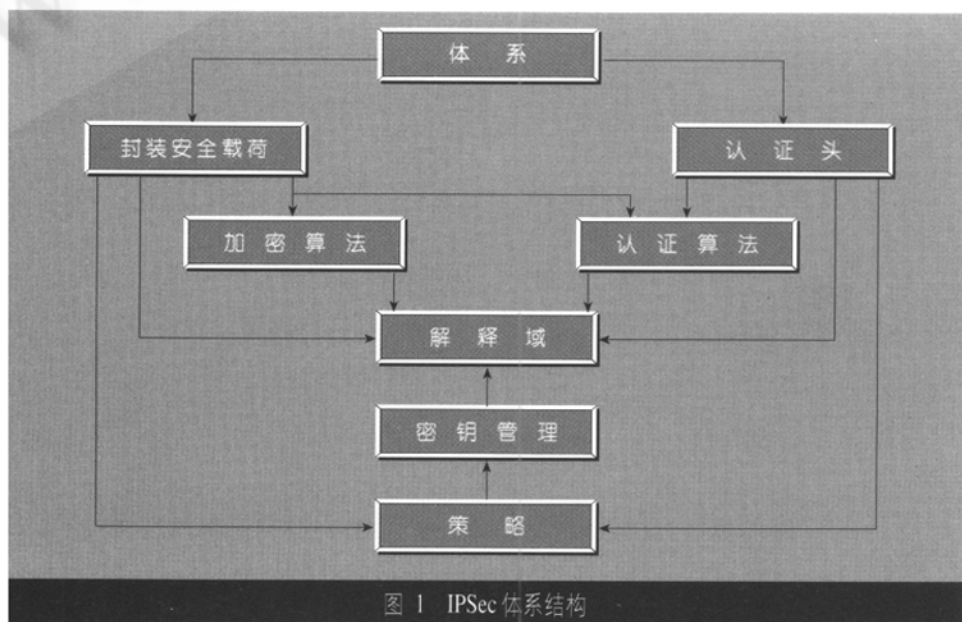 体系
封装安全载荷
认证头
加密算法
认证算法
解释域
密钥管理
策略
图 1 IPSec 体系结构